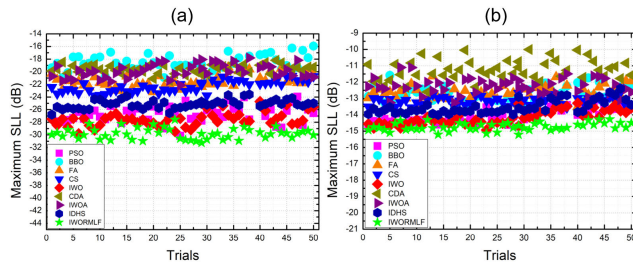 (a)
-14
-16
-18
-20
-22
-24
-26
-28
-30
-32
-34
-36
-38
-40
-42
-44
Maximum SLL (dB)
PSO
BBO
FA
CS
IWO
CDA
IWOA
IDHS
IWORMLF
0 5 10 15 20 25 30 35 40 45 50
Trials
(b)
-9
-10
-11
-12
-13
-14
-15
-16
-17
-18
-19
-20
-21
Maximum SLL (dB)
PSO
BBO
FA
CS
IWO
CDA
IWOA
IDHS
IWORMLF
0 5 10 15 20 25 30 35 40 45 50
Trials